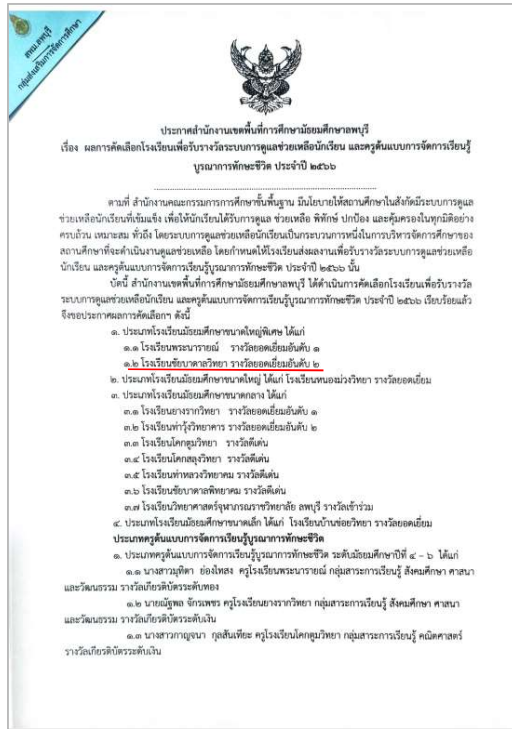 สพม.ลพบุรี
กลุ่มส่งเสริมการจัดการศึกษา
ประกาศสำนักงานเขตพื้นที่การศึกษามัธยมศึกษาลพบุรี
เรื่อง ผลการคัดเลือกโรงเรียนเพื่อรับรางวัลระบบการดูแลช่วยเหลือนักเรียน และครูต้นแบบการจัดการเรียนรู้
บูรณาการทักษะชีวิต ประจำปี ๒๕๖๖
ตามที่ สำนักงานคณะกรรมการการศึกษาขั้นพื้นฐาน มีนโยบายให้สถานศึกษาในสังกัดมีระบบการดูแล
ช่วยเหลือนักเรียนที่เข้มแข็ง เพื่อให้นักเรียนได้รับการดูแล ช่วยเหลือ พิทักษ์ ปกป้อง และคุ้มครองในทุกมิติอย่าง
ครบถ้วน เหมาะสม ทั่วถึง โดยระบบการดูแลช่วยเหลือนักเรียนเป็นกระบวนการหนึ่งในการบริหารจัดการศึกษาของ
สถานศึกษาที่จะดำเนินงานดูแลช่วยเหลือ โดยกำหนดให้โรงเรียนส่งผลงานเพื่อรับรางวัลระบบการดูแลช่วยเหลือ
นักเรียน และครูต้นแบบการจัดการเรียนรู้บูรณาการทักษะชีวิต ประจำปี ๒๕๖๖ นั้น
บัดนี้ สำนักงานเขตพื้นที่การศึกษามัธยมศึกษาลพบุรี ได้ดำเนินการคัดเลือกโรงเรียนเพื่อรับรางวัล
ระบบการดูแลช่วยเหลือนักเรียน และครูต้นแบบการจัดการเรียนรู้บูรณาการทักษะชีวิต ประจำปี ๒๕๖๖ เรียบร้อยแล้ว
จึงขอประกาศผลการคัดเลือกฯ ดังนี้
๑. ประเภทโรงเรียนมัธยมศึกษาขนาดใหญ่พิเศษ ได้แก่
๑.๑ โรงเรียนพระนารายณ์ รางวัลยอดเยี่ยมอันดับ ๑
๑.๒ โรงเรียนชัยบาดาลวิทยา รางวัลยอดเยี่ยมอันดับ ๒
๒. ประเภทโรงเรียนมัธยมศึกษาขนาดใหญ่ ได้แก่ โรงเรียนหนองม่วงวิทยา รางวัลยอดเยี่ยม
๓. ประเภทโรงเรียนมัธยมศึกษาขนาดกลาง ได้แก่
๓.๑ โรงเรียนยางรากวิทยา รางวัลยอดเยี่ยมอันดับ ๑
๓.๒ โรงเรียนท่าวุ้งวิทยาคาร รางวัลยอดเยี่ยมอันดับ ๒
๓.๓ โรงเรียนโคกตูมวิทยา รางวัลดีเด่น
๓.๔ โรงเรียนโคกสลุงวิทยา รางวัลดีเด่น
๓.๕ โรงเรียนท่าหลวงวิทยาคม รางวัลดีเด่น
๓.๖ โรงเรียนชัยบาดาลพิทยาคม รางวัลดีเด่น
๓.๗ โรงเรียนวิทยาศาสตร์จุฬาภรณราชวิทยาลัย ลพบุรี รางวัลเข้าร่วม
๔. ประเภทโรงเรียนมัธยมศึกษาขนาดเล็ก ได้แก่ โรงเรียนบ้านข่อยวิทยา รางวัลยอดเยี่ยม
ประเภทครูต้นแบบการจัดการเรียนรู้บูรณาการทักษะชีวิต
๑. ประเภทครูต้นแบบการจัดการเรียนรู้บูรณาการทักษะชีวิต ระดับมัธยมศึกษาปีที่ ๔ – ๖ ได้แก่
๑.๑ นางสาวมุทิตา ย่องไทสง ครูโรงเรียนพระนารายณ์ กลุ่มสาระการเรียนรู้ สังคมศึกษา ศาสนา
และวัฒนธรรม รางวัลเกียรติบัตรระดับทอง
๑.๒ นายณัฐพล จักรเพชร ครูโรงเรียนยางรากวิทยา กลุ่มสาระการเรียนรู้ สังคมศึกษา ศาสนา
และวัฒนธรรม รางวัลเกียรติบัตรระดับเงิน
๑.๓ นางสาวกาญจนา กุลสันเทียะ ครูโรงเรียนโคกตูมวิทยา กลุ่มสาระการเรียนรู้ คณิตศาสตร์
รางวัลเกียรติบัตรระดับเงิน